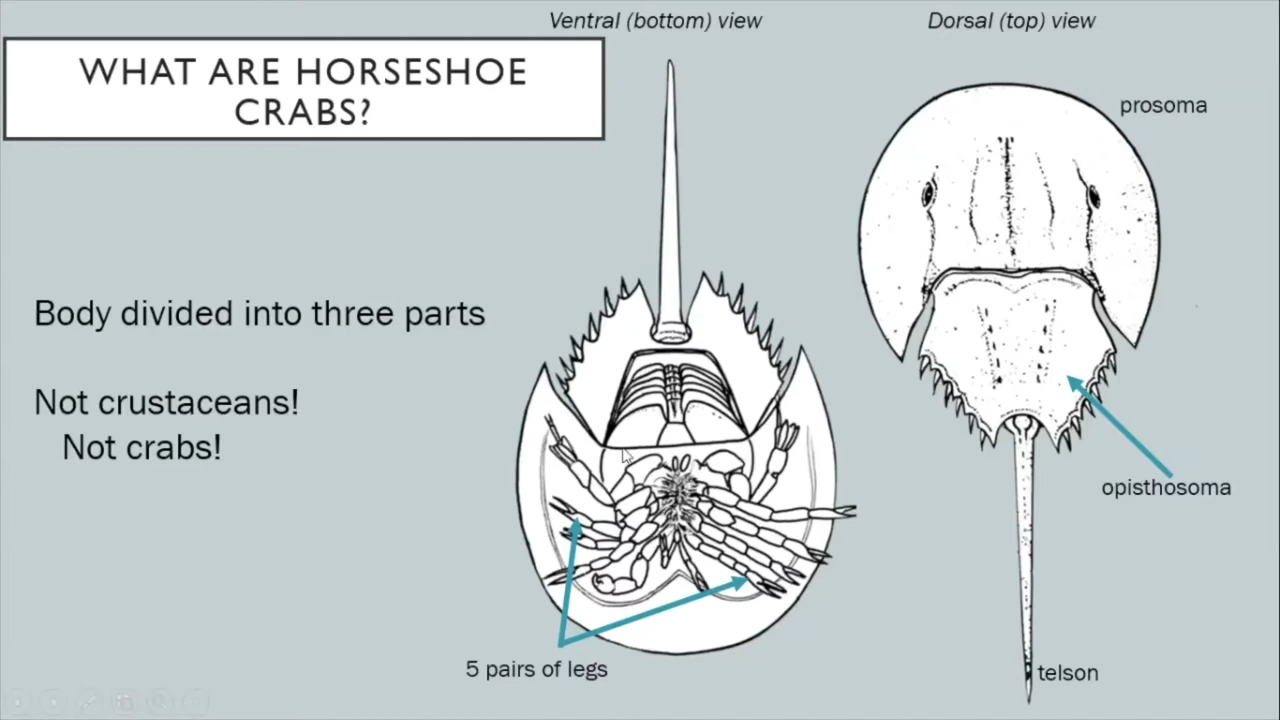 Ventral (bottom) view
Dorsal (top) view
WHAT ARE HORSESHOE
CRABS?
prosoma
Body divided into three parts
Not crustaceans!
Not crabs!
opisthosoma
5 pairs of legs
telson